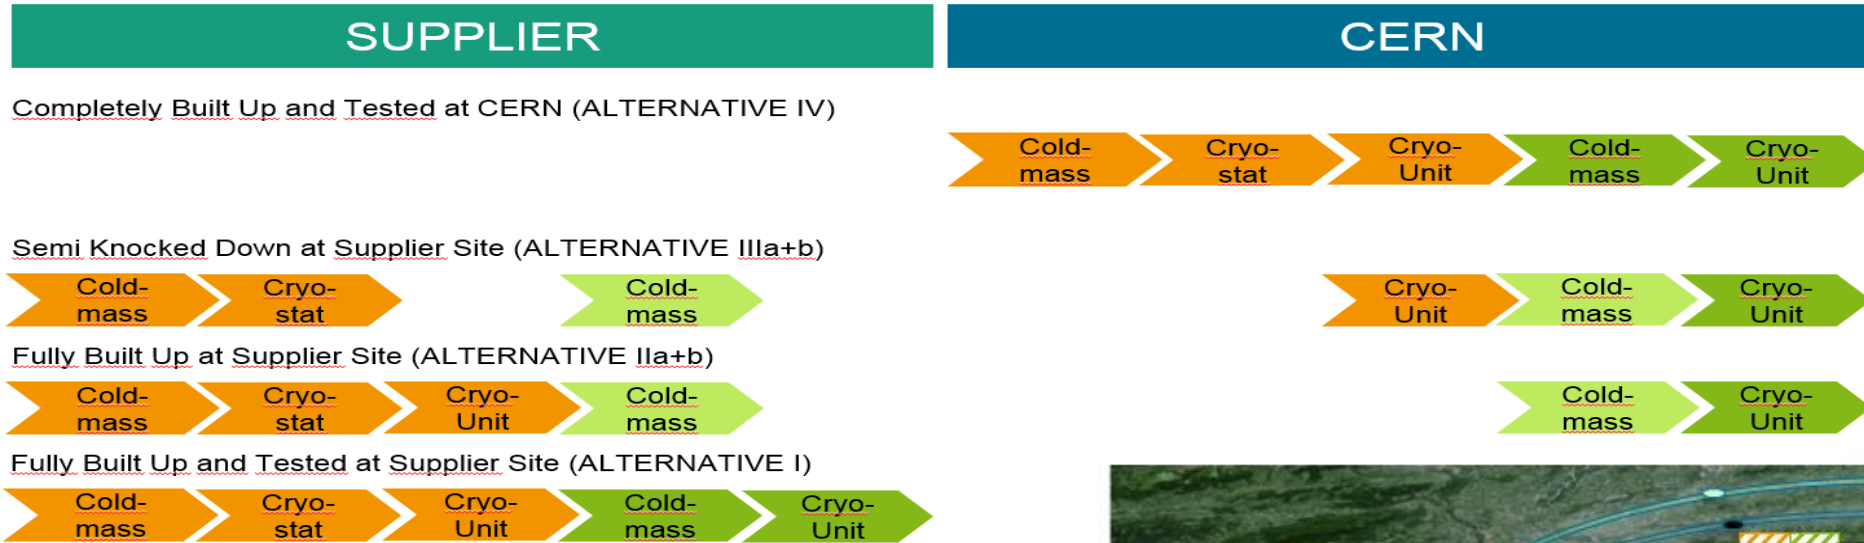 SUPPLIER
CERN
Completely Built Up and Tested at CERN (ALTERNATIVE IV)
Cold-
mass
Cryo-
stat
Cryo-
Unit
Cold-
mass
Cryo-
Unit
Semi Knocked Down at Supplier Site (ALTERNATIVE IIIa+b)
Cold-
mass
Cryo-
stat
Cold-
mass
Cryo-
Unit
Cold-
mass
Cryo-
Unit
Fully Built Up at Supplier Site (ALTERNATIVE IIa+b)
Cold-
mass
Cryo-
stat
Cryo-
Unit
Cold-
mass
Cold-
mass
Cryo-
Unit
Fully Built Up and Tested at Supplier Site (ALTERNATIVE I)
Cold-
mass
Cryo-
stat
Cryo-
Unit
Cold-
mass
Cryo-
Unit